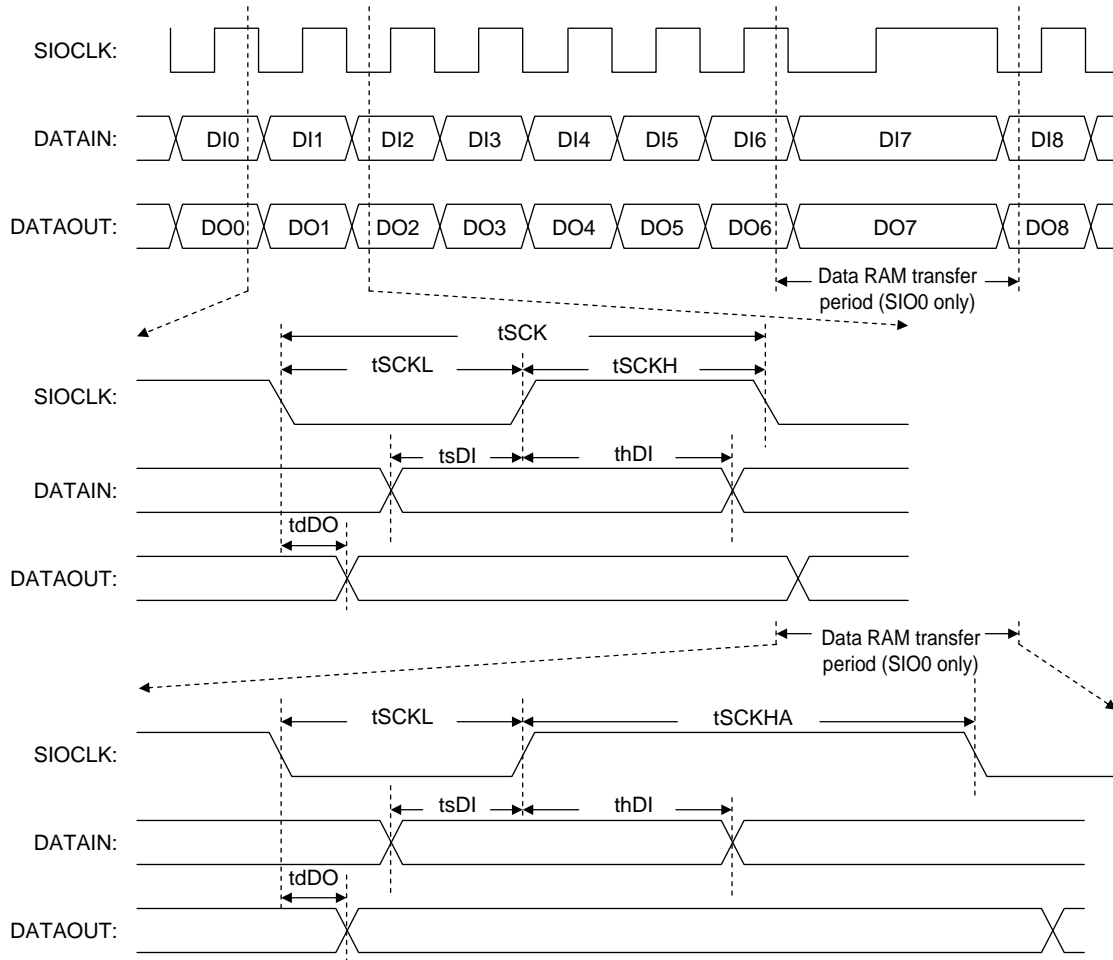 SIOCLK:
DATAIN: DI0 DI1 DI2 DI3 DI4 DI5 DI6 DI7 DI8
DATAOUT: DO0 DO1 DO2 DO3 DO4 DO5 DO6 DO7 DO8
Data RAM transfer
period (SIO0 only)
tSCK
tSCKL tSCKH
SIOCLK:
tsDI thDI
DATAIN:
tdDO
DATAOUT:
Data RAM transfer
period (SIO0 only)
tSCKL tSCKHA
SIOCLK:
tsDI thDI
DATAIN:
tdDO
DATAOUT: